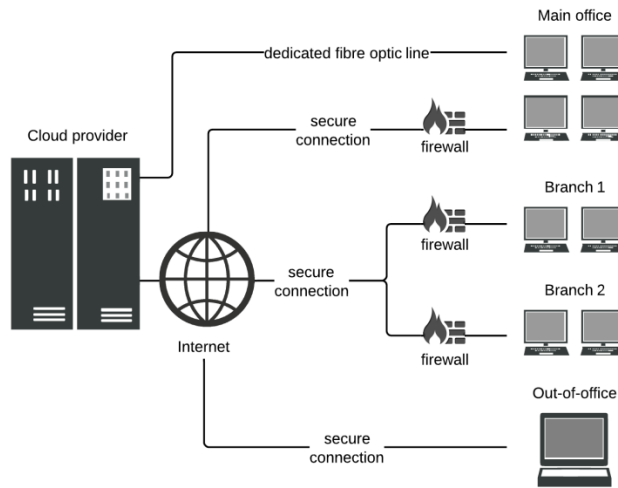 Main office
dedicated fibre optic line
Cloud provider
secure
connection
firewall
Branch 1
firewall
secure
connection
Branch 2
Internet
firewall
Out-of-office
secure
connection